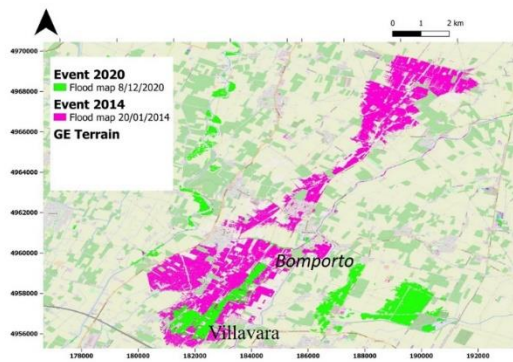 0 1 2 km
4970000
4968000
4966000
4964000
4962000
4960000
4958000
4956000
Event 2020
Flood map 8/12/2020
Event 2014
Flood map 20/01/2014
GE Terrain
Bomporto
Villavara
178000 180000 182000 184000 186000 188000 190000 192000